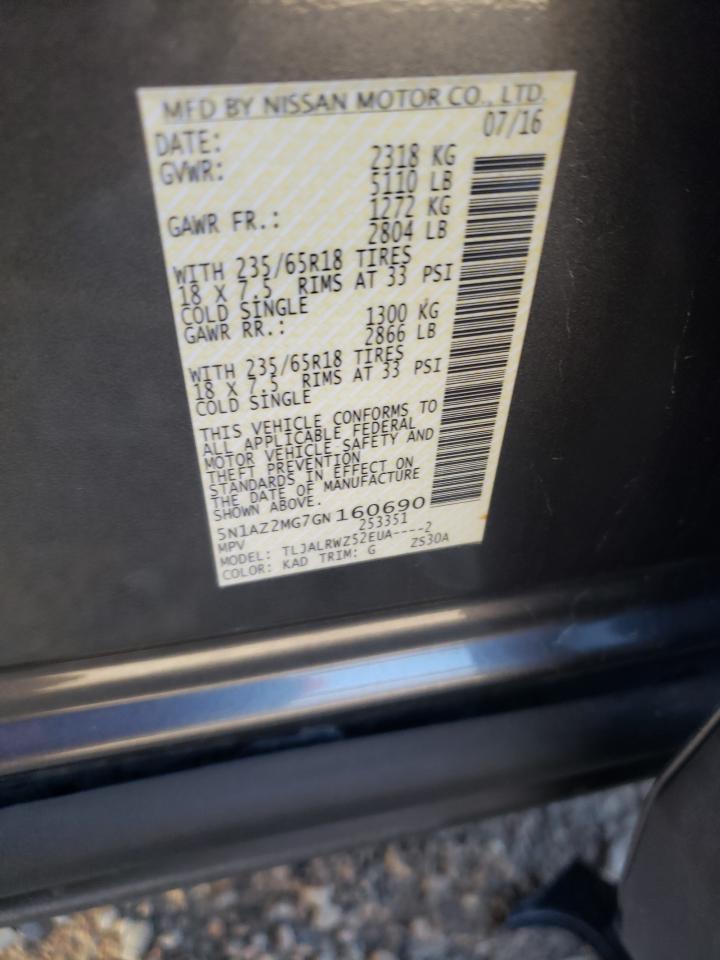 MFD BY NISSAN MOTOR CO., LTD.
DATE: 07/16
GVWR: 2318 KG
5110 LB
GAWR FR.: 1272 KG
2804 LB
WITH 235/65R18 TIRES
18 X 7.5 RIMS AT 33 PSI
COLD SINGLE
GAWR RR.: 1300 KG
2866 LB
WITH 235/65R18 TIRES
18 X 7.5 RIMS AT 33 PSI
COLD SINGLE
THIS VEHICLE CONFORMS TO
ALL APPLICABLE FEDERAL
MOTOR VEHICLE SAFETY AND
THEFT PREVENTION
STANDARDS IN EFFECT ON
THE DATE OF MANUFACTURE
SHOWN ABOVE.
5N1AZ2MG7GN160690
MPV 253351
MODEL: TLJALRWZ52EUA----2
COLOR: KAD TRIM: G ZS30A